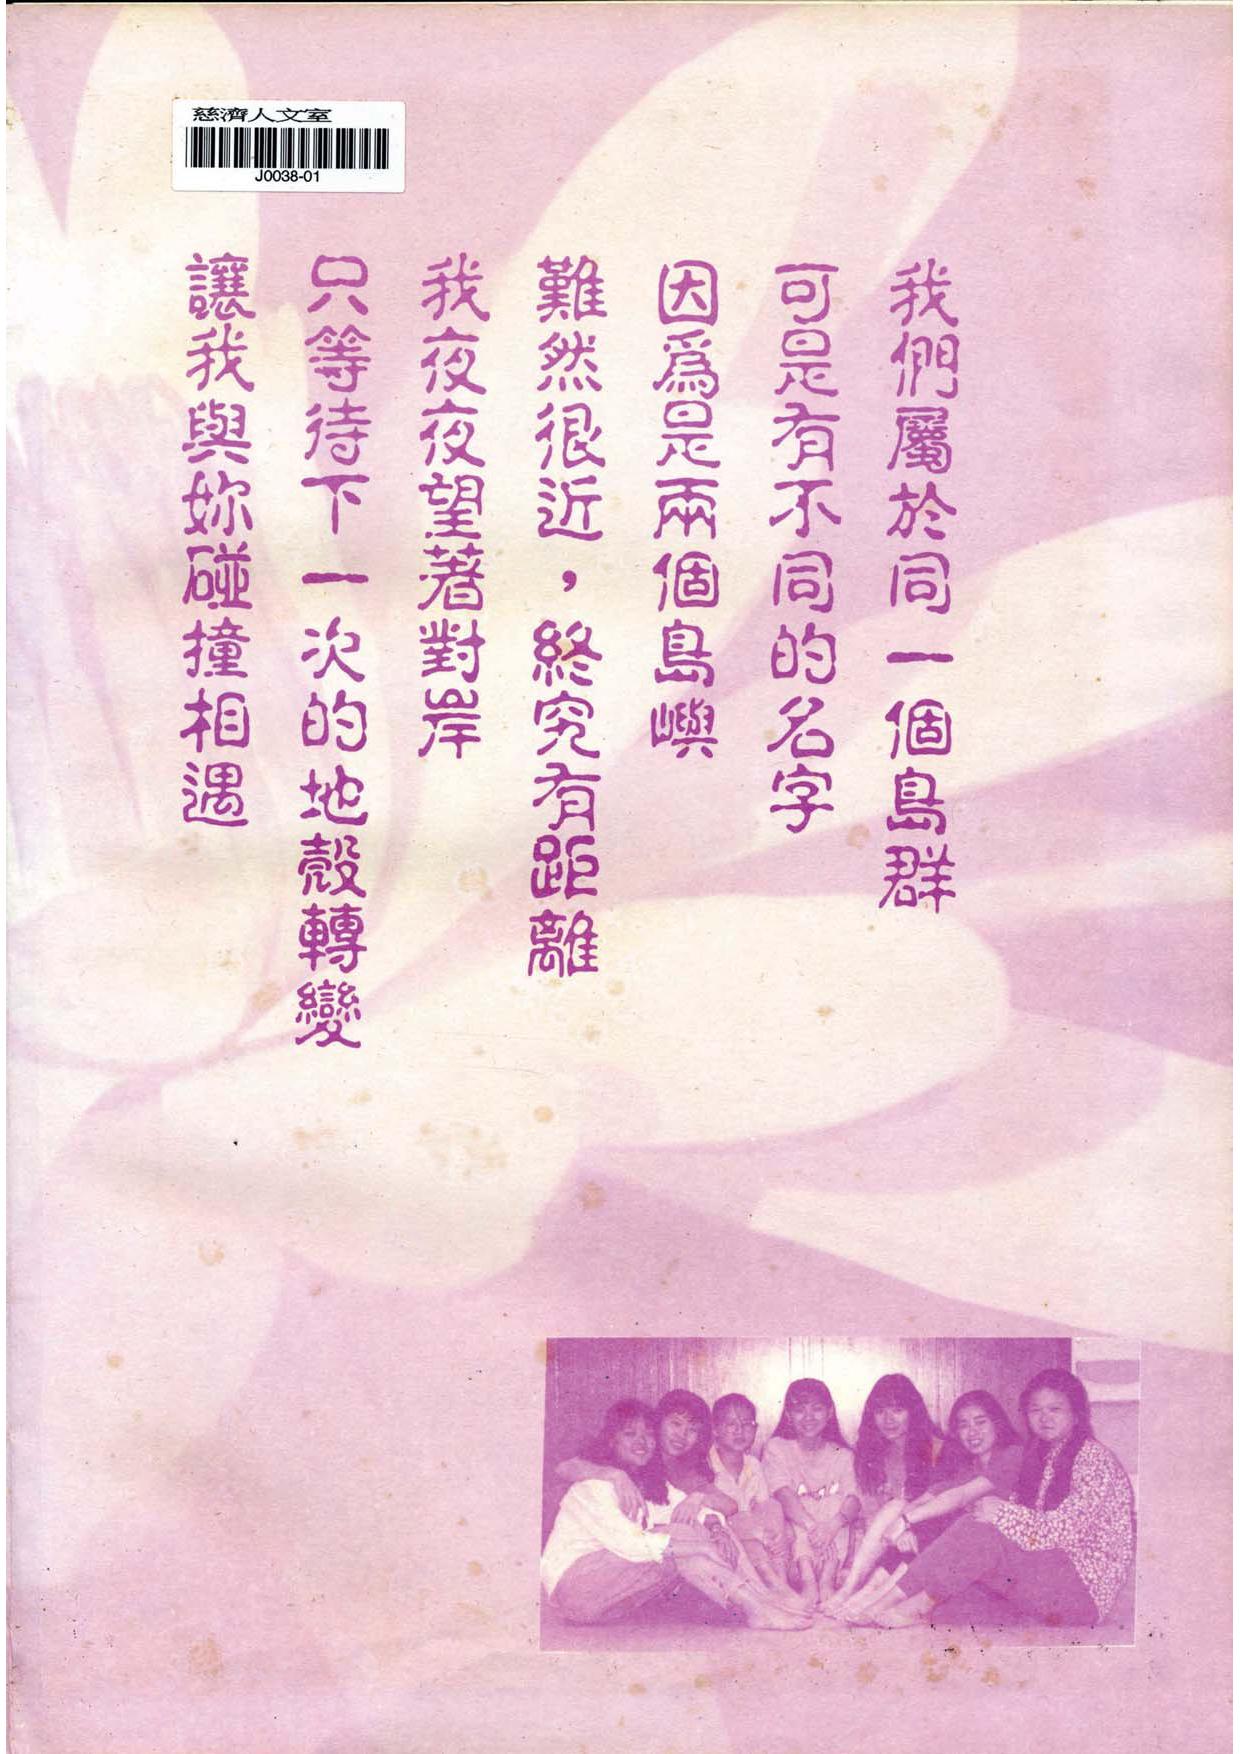 慈濟人文室
J0038-01
我們屬於同一個島群
可是有不同的名字
因爲是兩個島嶼
難然很近，終究有距離
我夜夜望著對岸
只等待下一次的地殼轉變
讓我與妳碰撞相遇